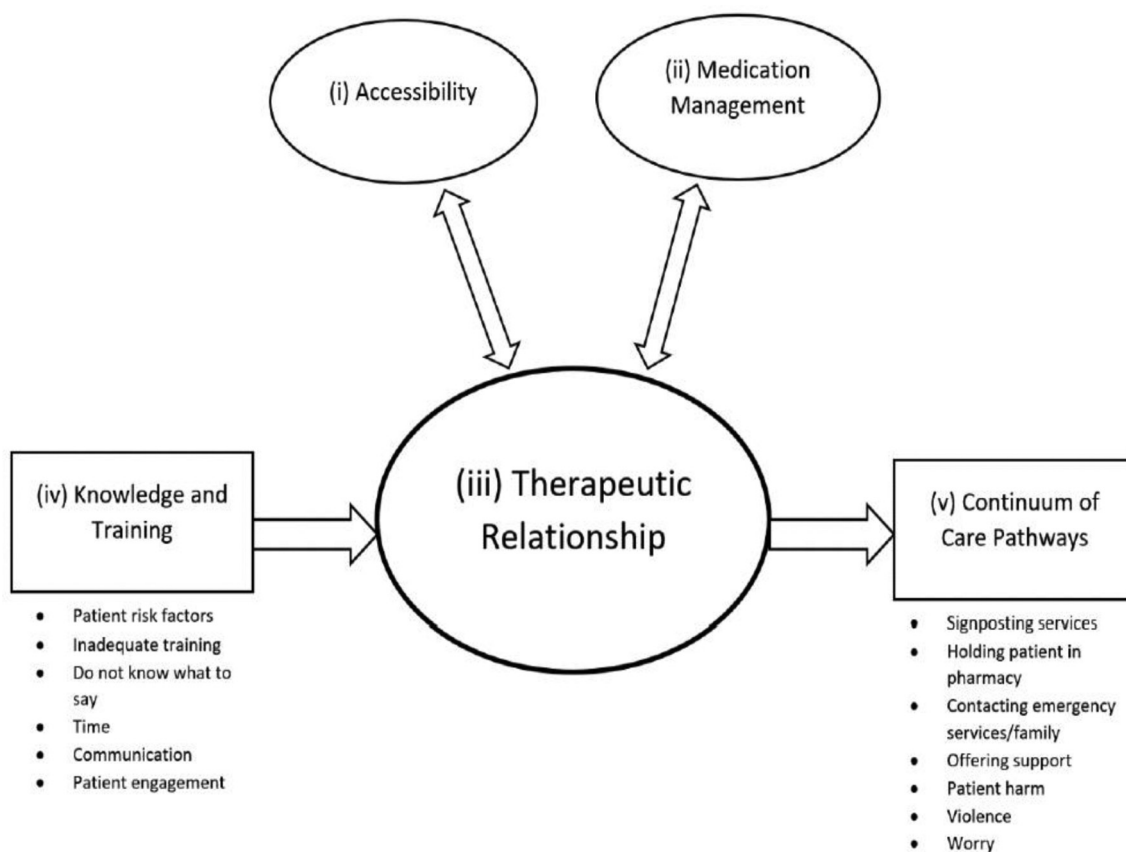 (i) Accessibility
(ii) Medication
Management
(iii) Therapeutic
Relationship
(iv) Knowledge and
Training
• Patient risk factors
• Inadequate training
• Do not know what to
say
• Time
• Communication
• Patient engagement
(v) Continuum of
Care Pathways
• Signposting services
• Holding patient in
pharmacy
• Contacting emergency
services/family
• Offering support
• Patient harm
• Violence
• Worry